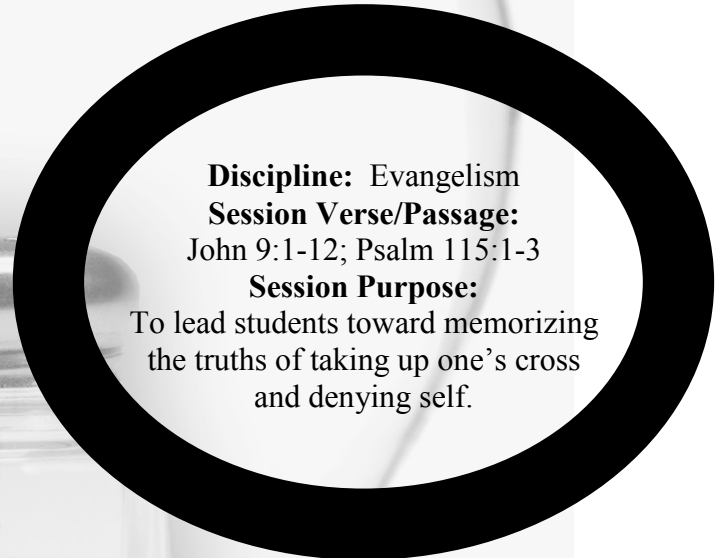 Discipline:  Evangelism
Session Verse/Passage:
John 9:1-12; Psalm 115:1-3
Session Purpose:
To lead students toward memorizing
the truths of taking up one’s cross
and denying self.